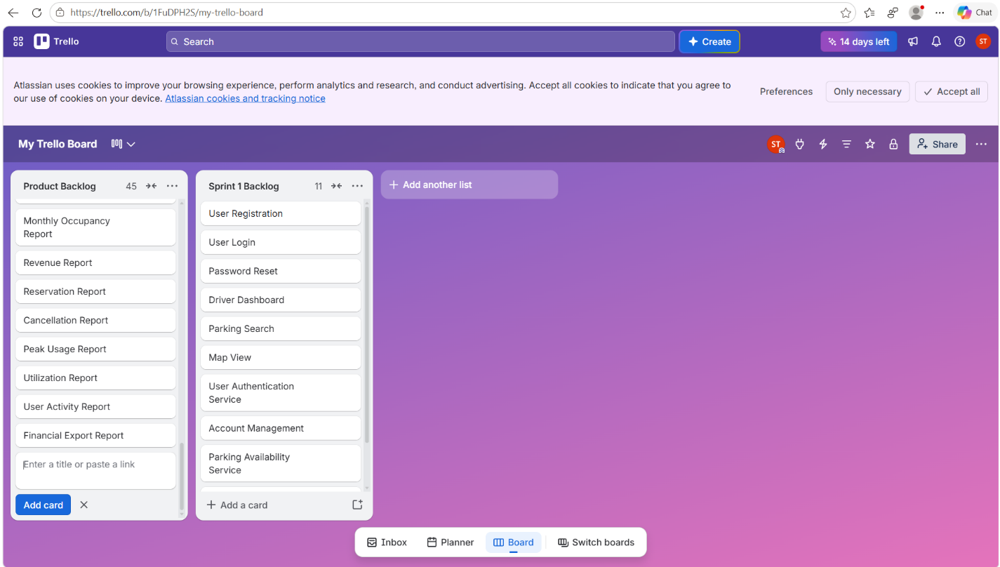 https://trello.com/b/1FuDPH2S/my-trello-board
Chat
Trello
Search
Create
14 days left
ST
Atlassian uses cookies to improve your browsing experience, perform analytics and research, and conduct advertising. Accept all cookies to indicate that you agree to
our use of cookies on your device. Atlassian cookies and tracking notice
Preferences
Only necessary
Accept all
My Trello Board
ST
Share
Product Backlog 45
Monthly Occupancy
Report
Revenue Report
Reservation Report
Cancellation Report
Peak Usage Report
Utilization Report
User Activity Report
Financial Export Report
Enter a title or paste a link
Add card
Sprint 1 Backlog 11
User Registration
User Login
Password Reset
Driver Dashboard
Parking Search
Map View
User Authentication
Service
Account Management
Parking Availability
Service
Add a card
Add another list
Inbox
Planner
Board
Switch boards